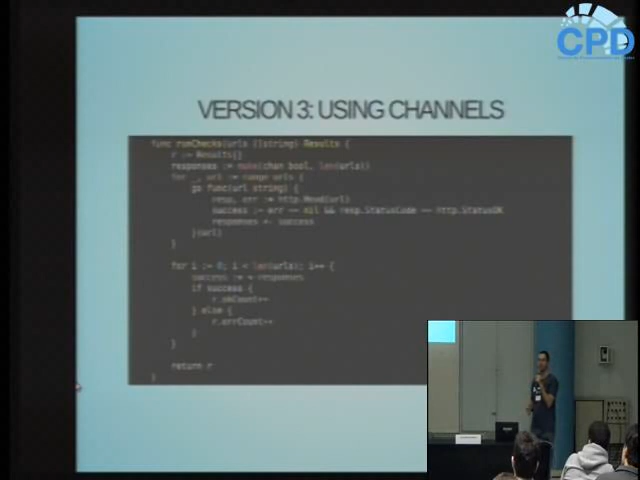 CPD
VERSION 3: USING CHANNELS
func runChecks(urls []string) Results {
r := Results{}
responses := make(chan bool, len(urls))
for _, url := range urls {
go func(url string) {
resp, err := http.Head(url)
success := err == nil && resp.StatusCode == http.StatusOK
responses <- success
}(url)
}
for i := 0; i < len(urls); i++ {
success := <-responses
if success {
r.okCount++
} else {
r.errCount++
}
}
return r
}